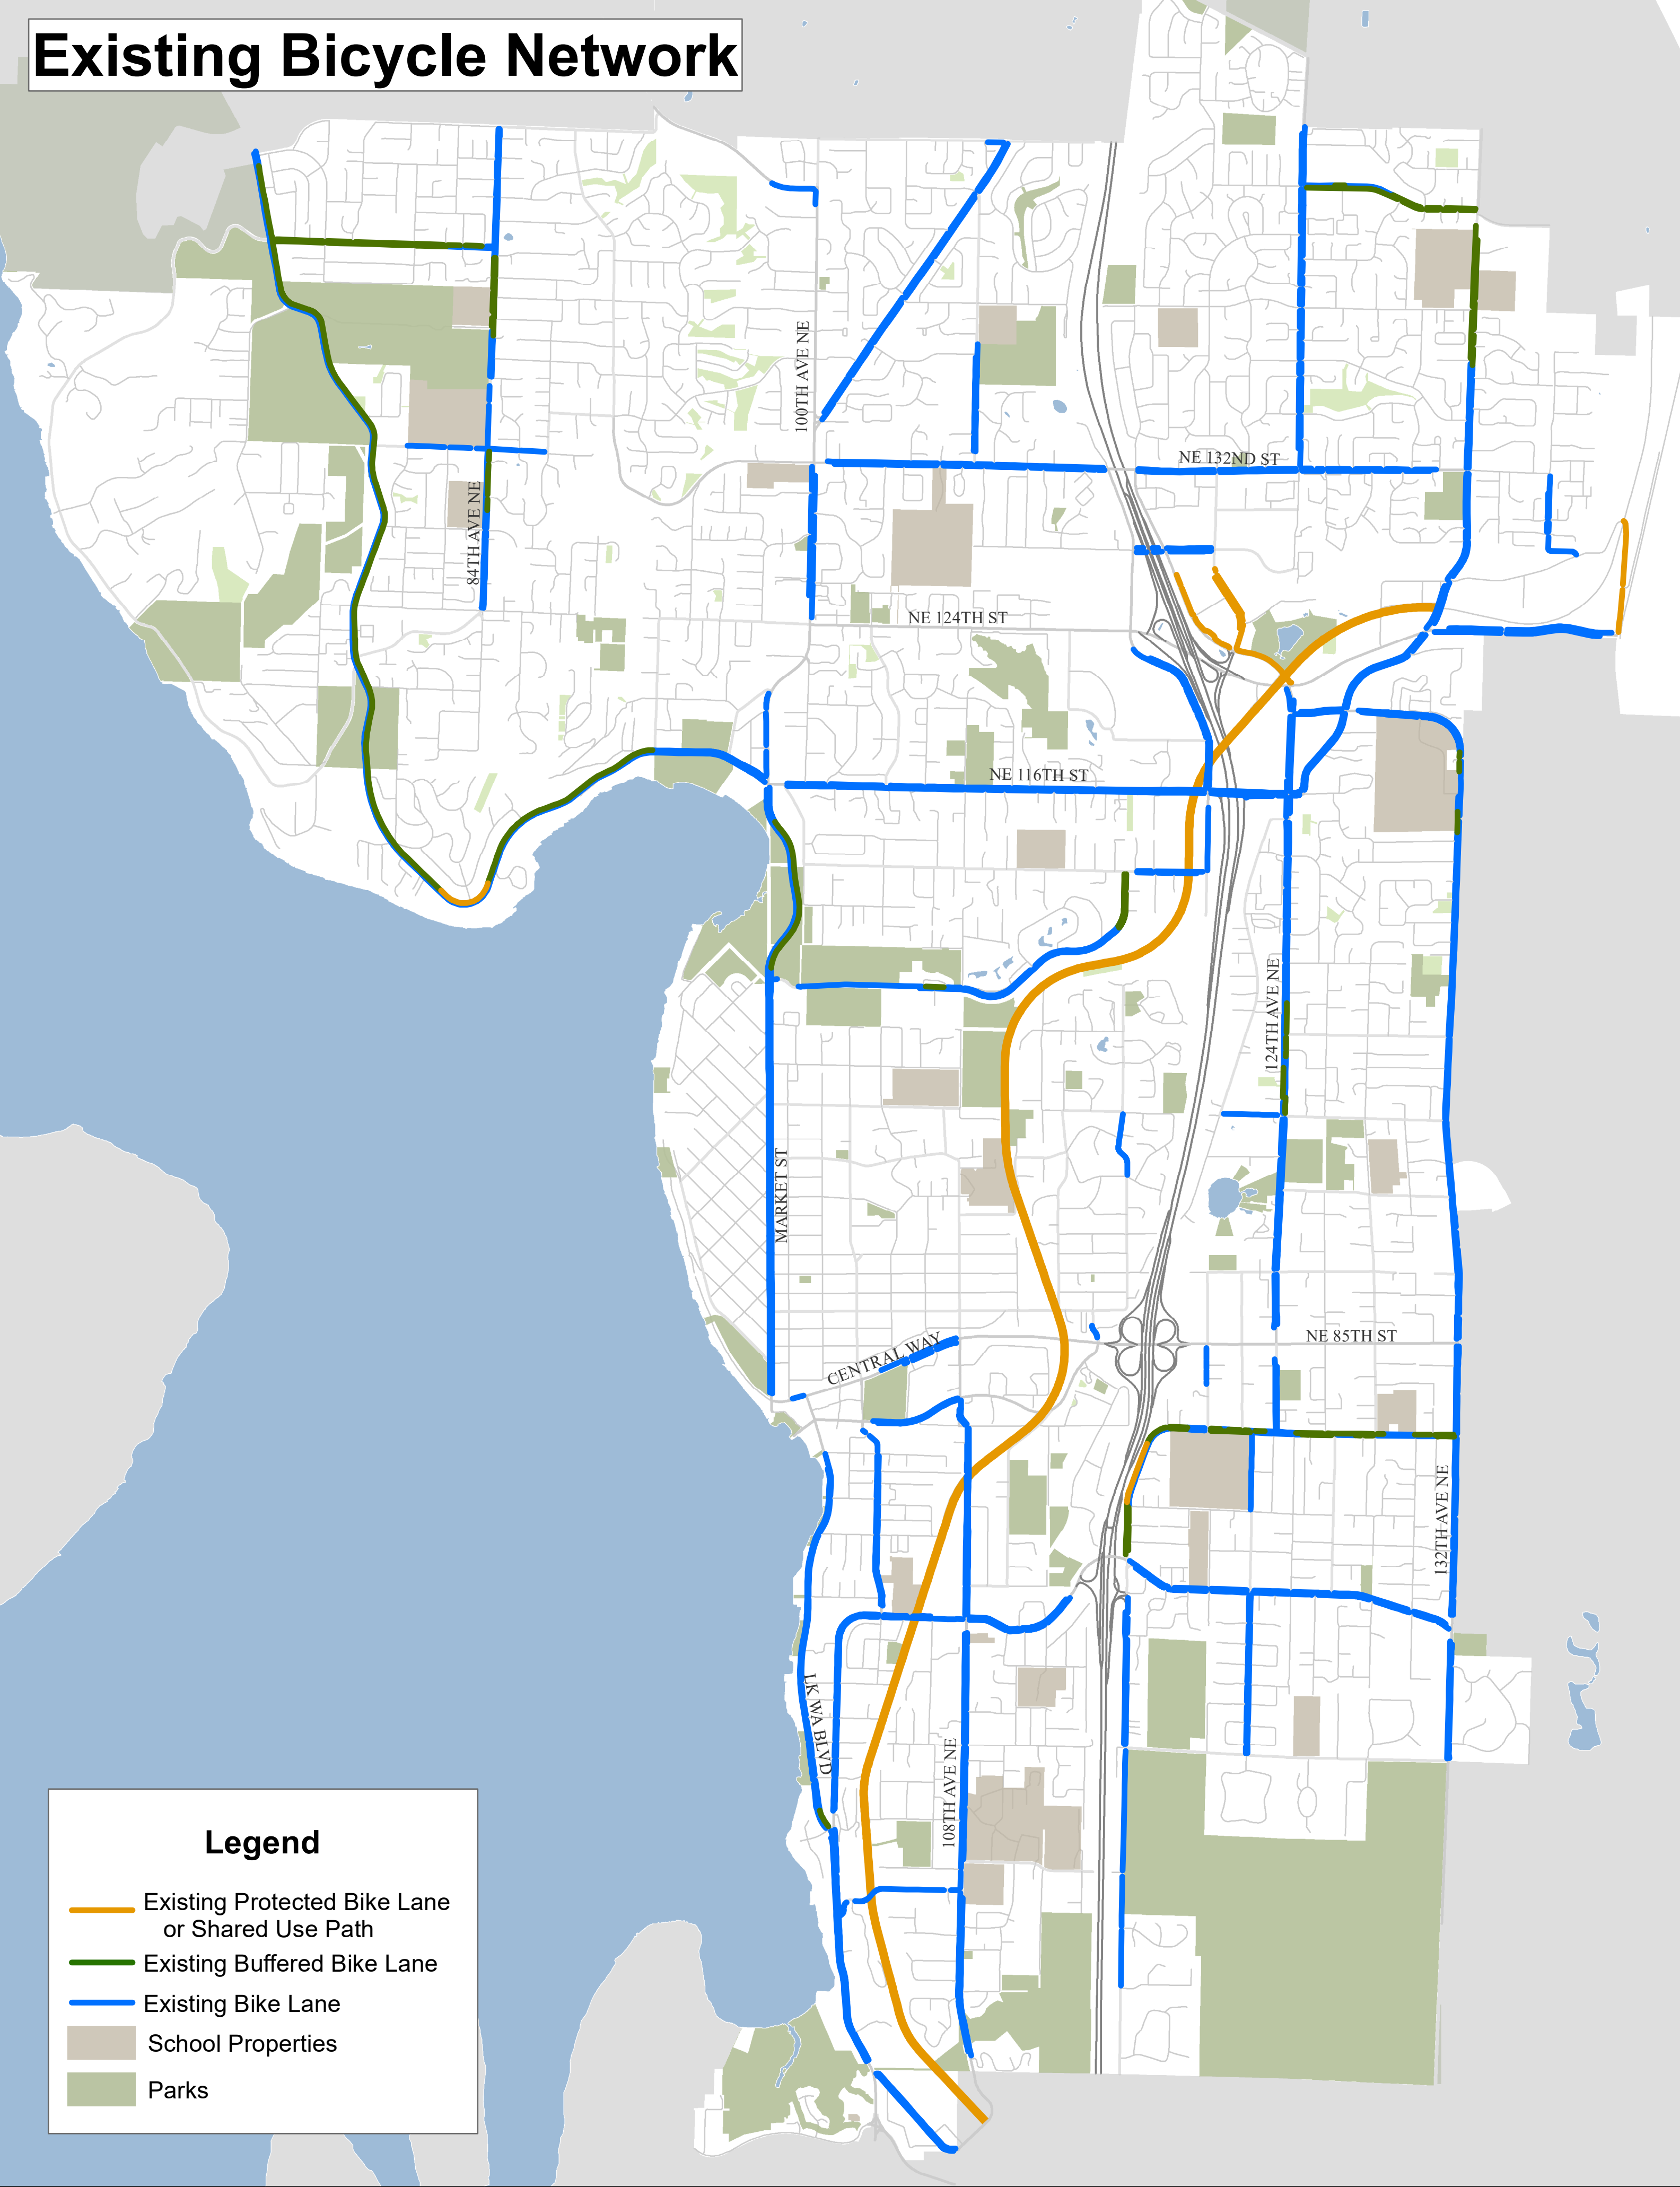 Existing Bicycle Network
100TH AVE NE
NE 132ND ST
84TH AVE NE
NE 124TH ST
NE 116TH ST
124TH AVE NE
MARKET ST
NE 85TH ST
CENTRAL WAY
132TH AVE NE
LK WA BLVD
108TH AVE NE
Legend
Existing Protected Bike Lane
or Shared Use Path
Existing Buffered Bike Lane
Existing Bike Lane
School Properties
Parks